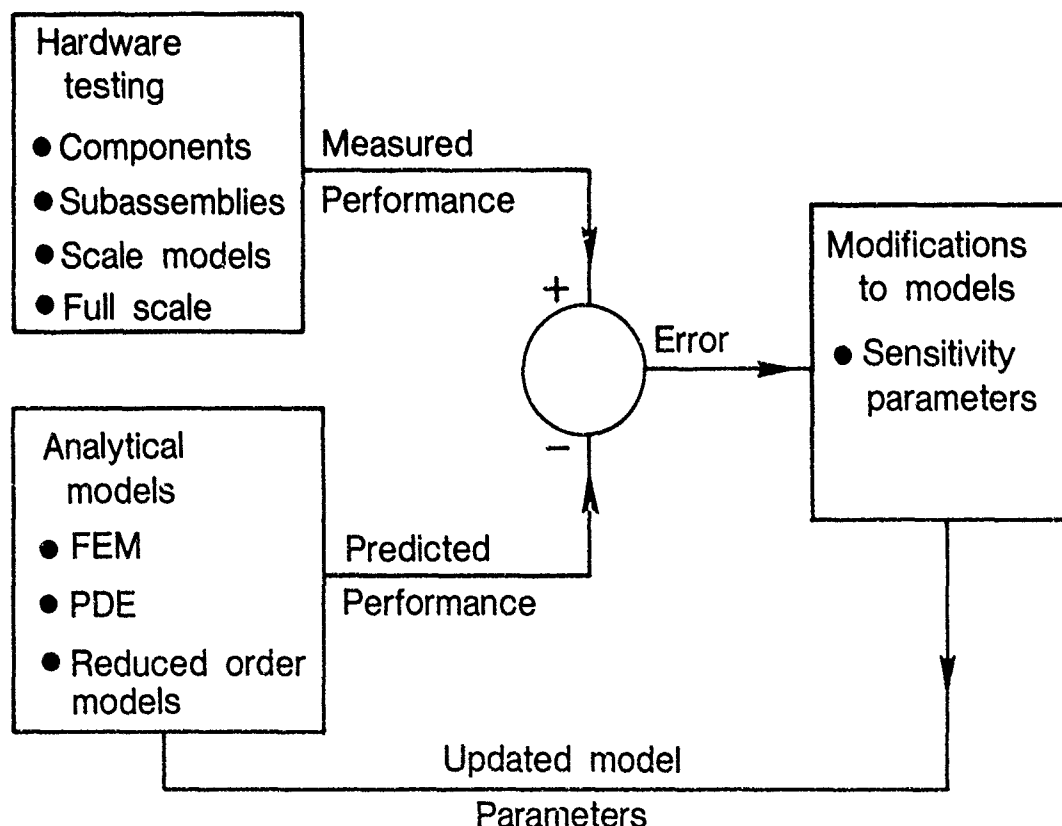 Hardware
testing
● Components
● Subassemblies
● Scale models
● Full scale
Measured
Performance
+
−
Error
Modifications
to models
● Sensitivity
parameters
Analytical
models
● FEM
● PDE
● Reduced order
models
Predicted
Performance
Updated model
Parameters